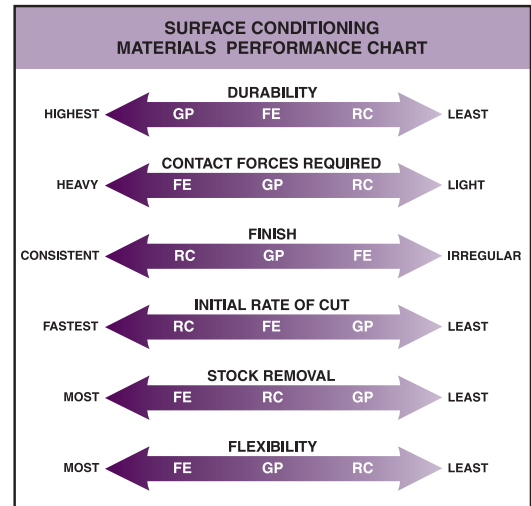 SURFACE CONDITIONING
MATERIALS PERFORMANCE CHART
DURABILITY
HIGHEST GP FE RC LEAST
CONTACT FORCES REQUIRED
HEAVY FE GP RC LIGHT
FINISH
CONSISTENT RC GP FE IRREGULAR
INITIAL RATE OF CUT
FASTEST RC FE GP LEAST
STOCK REMOVAL
MOST FE RC GP LEAST
FLEXIBILITY
MOST FE GP RC LEAST